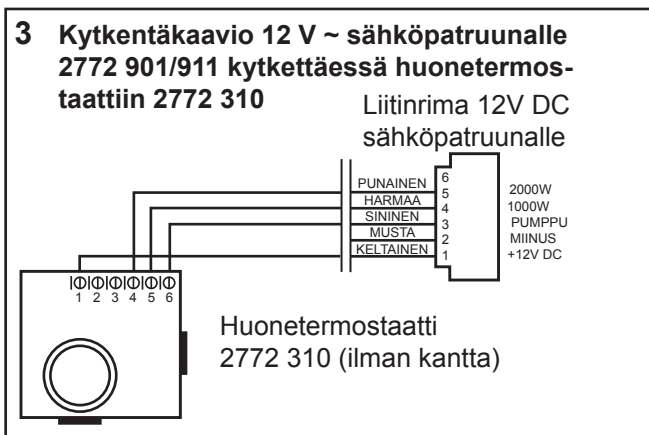 3 Kytkentäkaavio 12 V ~ sähköpatruunalle
2772 901/911 kytkettäessä huonetermos-
taattiin 2772 310
Liitinrima 12V DC
sähköpatruunalle
6
PUNAINEN 5 2000W
HARMAA 4 1000W
SININEN 3 PUMPPU
MUSTA 2 MIINUS
KELTAINEN 1 +12V DC
1 2 3 4 5 6
Huonetermostaatti
2772 310 (ilman kantta)